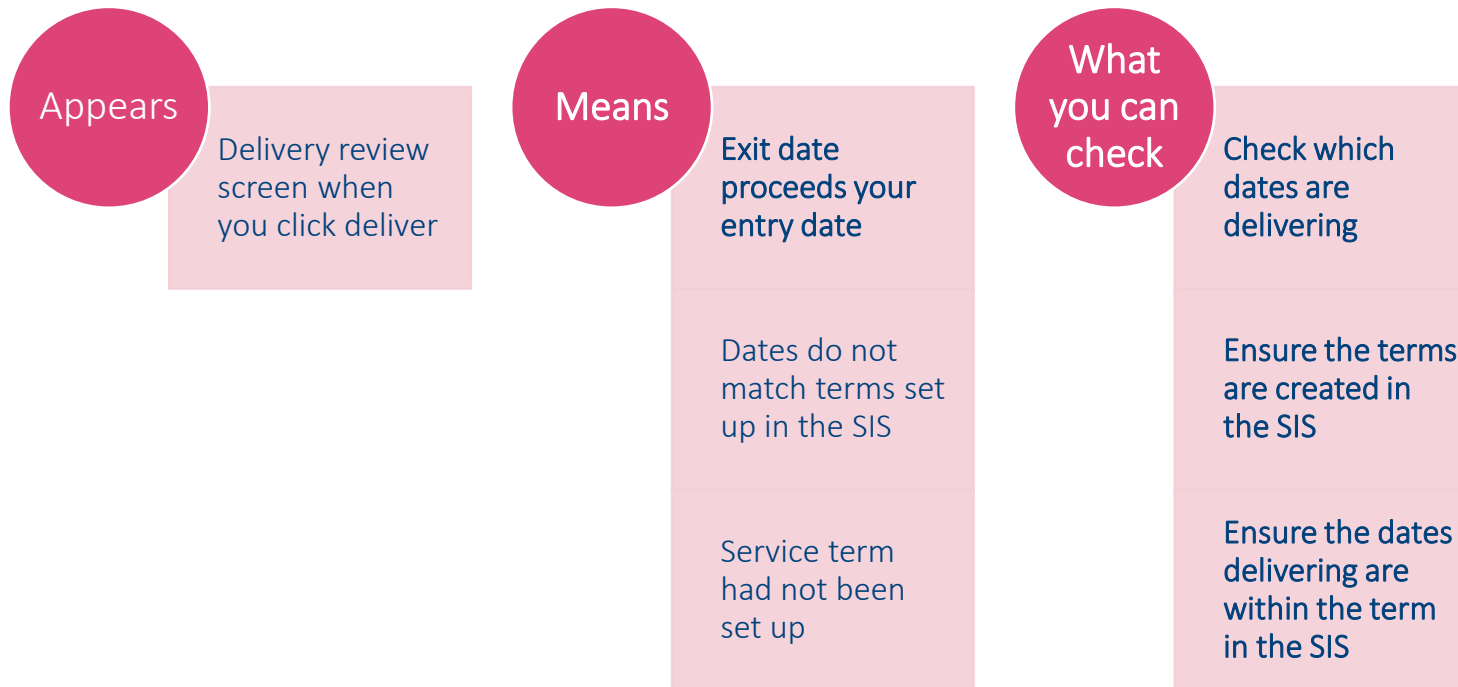 Appears
Delivery review
screen when
you click deliver
Means
Exit date
proceeds your
entry date
Dates do not
match terms set
up in the SIS
Service term
had not been
set up
What
you can
check
Check which
dates are
delivering
Ensure the terms
are created in
the SIS
Ensure the dates
delivering are
within the term
in the SIS